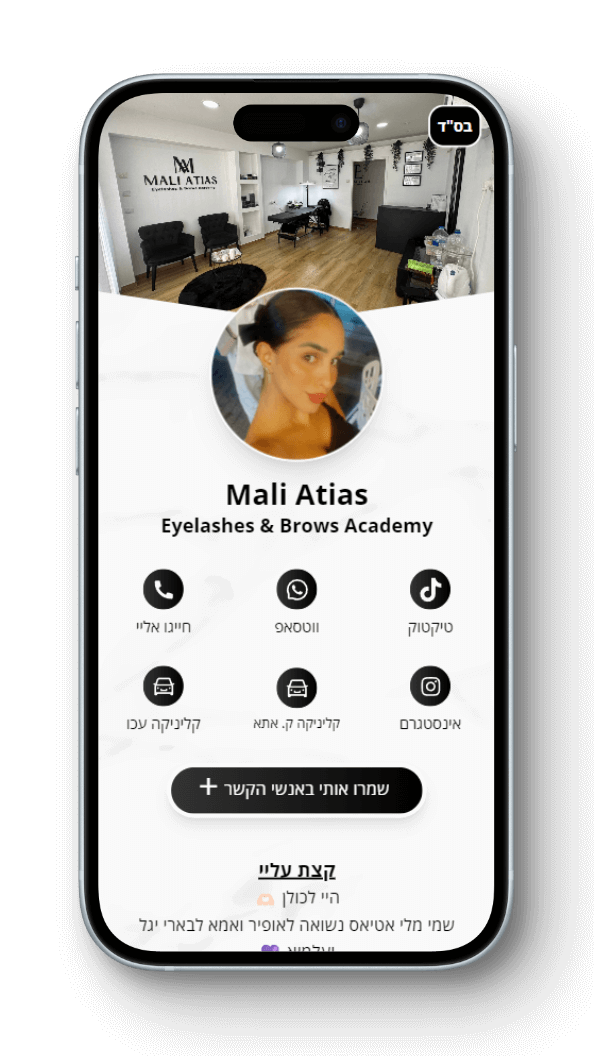 בס"ד
MALI ATIAS
Eyelashes & Brows Academy
Mali Atias
Eyelashes & Brows Academy
טיקטוק
ווטסאפ
חייגו אליי
אינסטגרם
קליניקה ק. אתא
קליניקה עכו
שמרו אותי באנשי הקשר +
קצת עליי
היי לכולן 🫶🏻
שמי מלי אטיאס נשואה לאופיר ואמא לבארי יגל